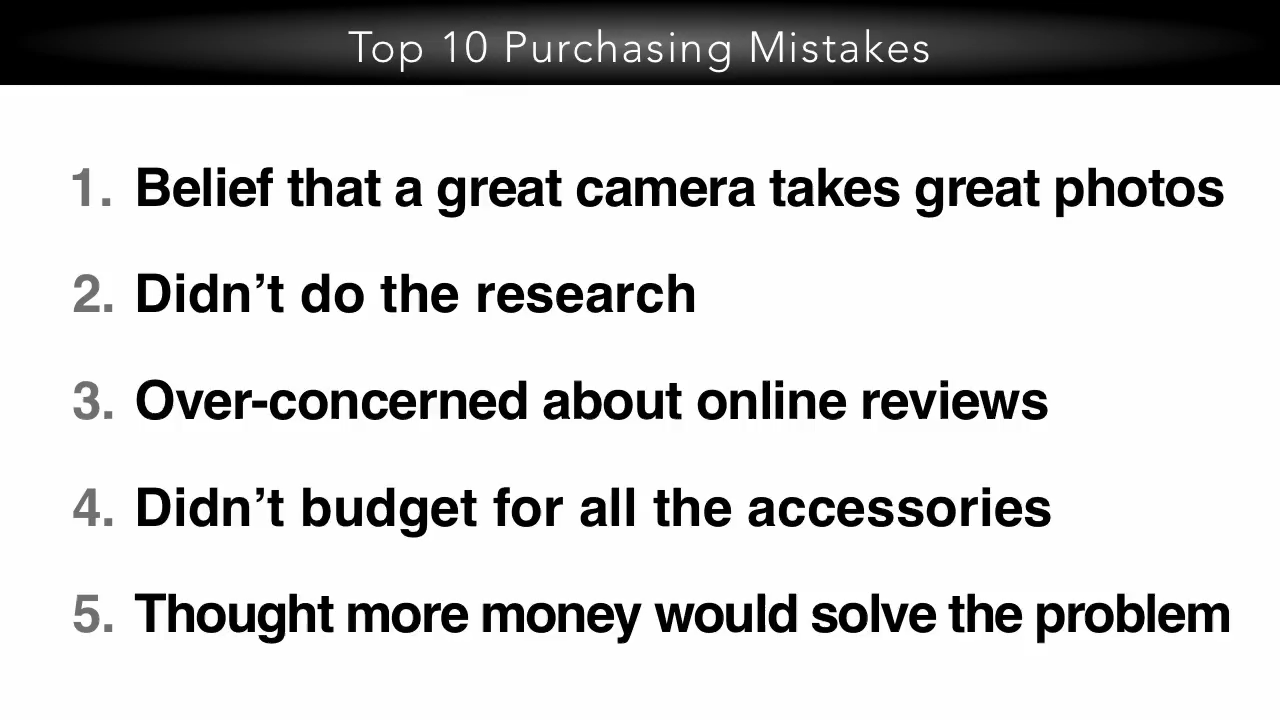 Top 10 Purchasing Mistakes
1. Belief that a great camera takes great photos
2. Didn’t do the research
3. Over-concerned about online reviews
4. Didn’t budget for all the accessories
5. Thought more money would solve the problem